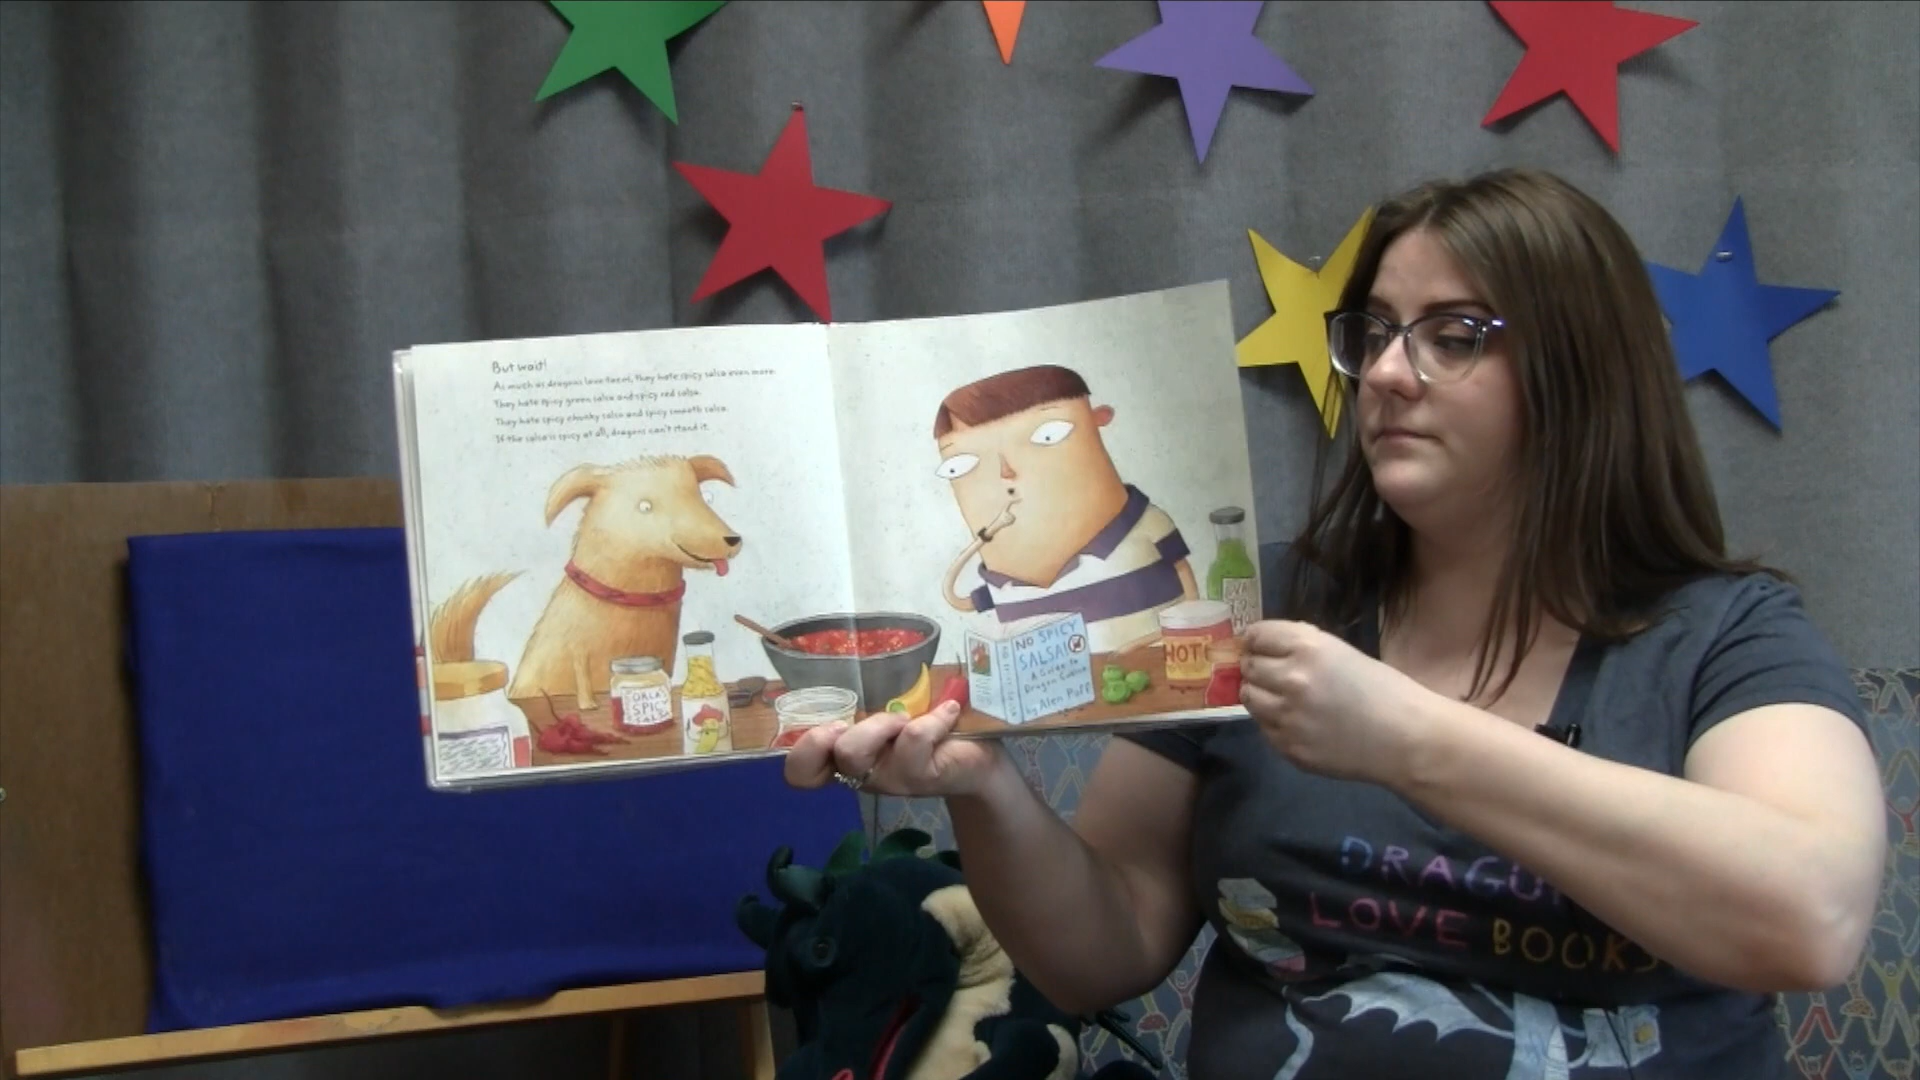 But wait!
As much as dragons love tacos, they hate spicy salsa even more.
They hate spicy green salsa and spicy red salsa.
They hate spicy chunky salsa and spicy smooth salsa.
If the salsa is spicy at all, dragons can't stand it.
SPICY
NO SPICY
SALSA!
A Guide to
Dragon Cuisine
by Alen Puff
HOT!
DRAGON
LOVE BOOKS